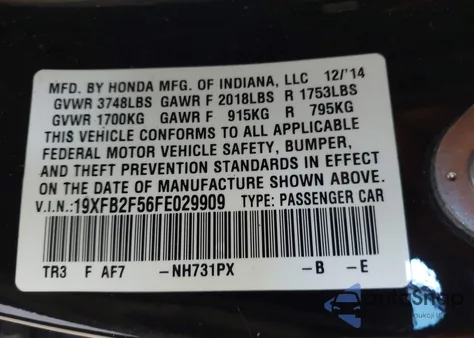 MFD. BY HONDA MFG. OF INDIANA, LLC 12/'14
GVWR 3748LBS GAWR F 2018LBS R 1753LBS
GVWR 1700KG GAWR F 915KG R 795KG
THIS VEHICLE CONFORMS TO ALL APPLICABLE
FEDERAL MOTOR VEHICLE SAFETY, BUMPER,
AND THEFT PREVENTION STANDARDS IN EFFECT
ON THE DATE OF MANUFACTURE SHOWN ABOVE.
V.I.N.:19XFB2F56FE029909 TYPE: PASSENGER CAR
TR3 F AF7 –NH731PX –B –E
AutoSnap